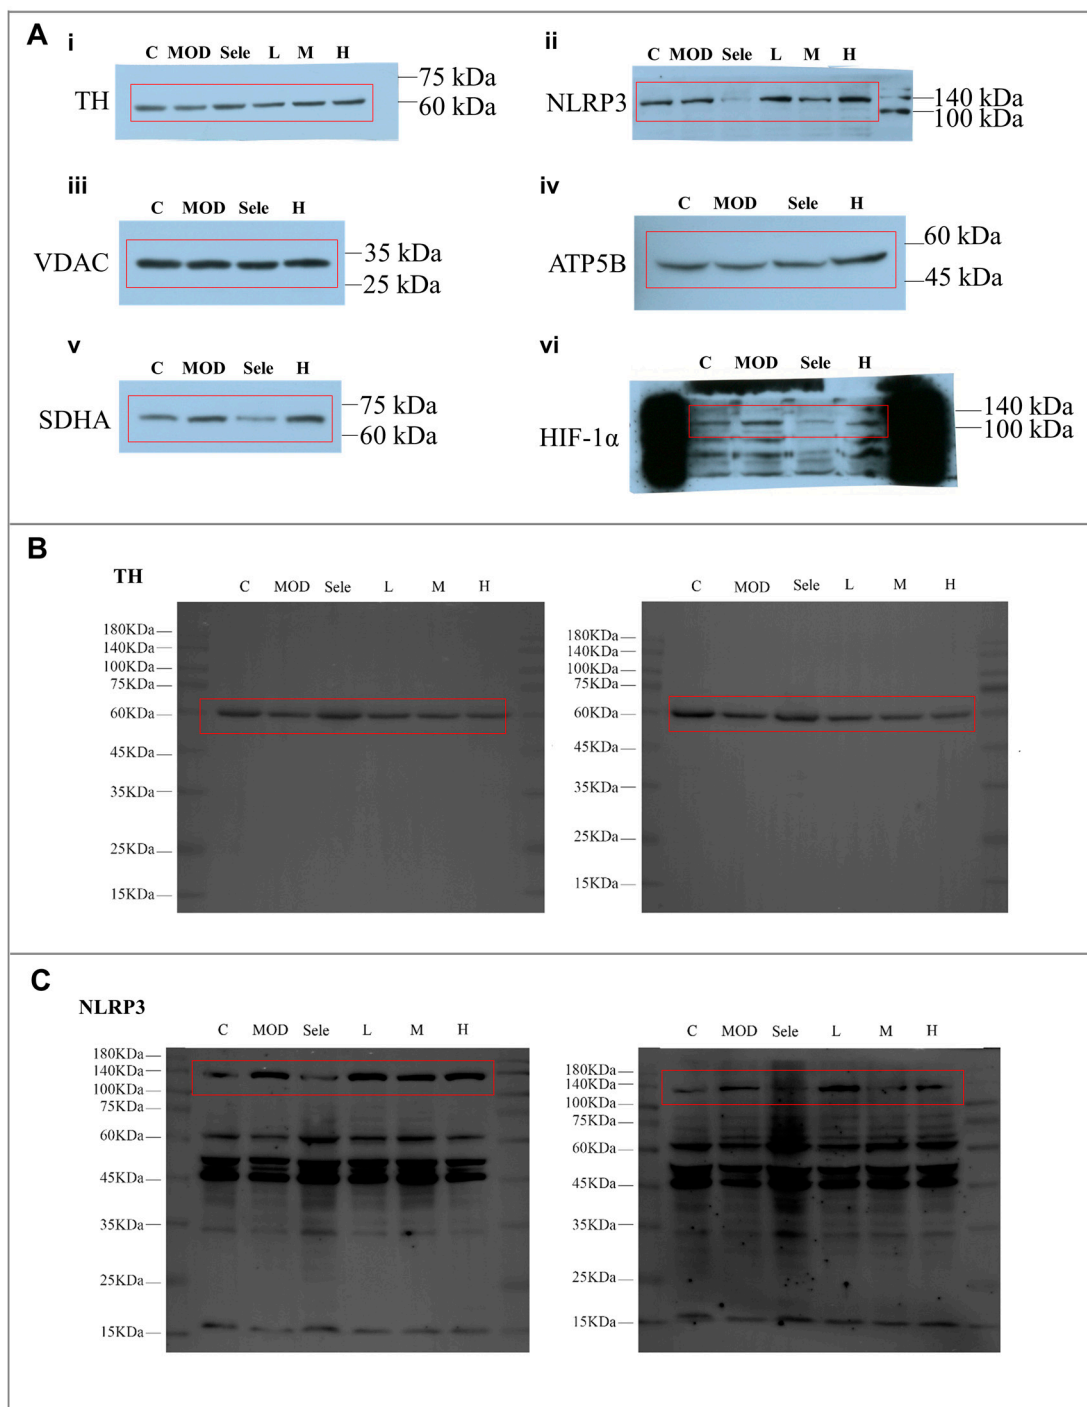 A
i
C MOD Sele L M H
TH
75 kDa
60 kDa
ii
C MOD Sele L M H
NLRP3
140 kDa
100 kDa
iii
C MOD Sele H
VDAC
35 kDa
25 kDa
iv
C MOD Sele H
ATP5B
60 kDa
45 kDa
v
C MOD Sele H
SDHA
75 kDa
60 kDa
vi
C MOD Sele H
HIF-1α
140 kDa
100 kDa
B
TH
C MOD Sele L M H
180KDa
140KDa
100KDa
75KDa
60KDa
45KDa
35KDa
25KDa
15KDa
C MOD Sele L M H
180KDa
140KDa
100KDa
75KDa
60KDa
45KDa
35KDa
25KDa
15KDa
C
NLRP3
C MOD Sele L M H
180KDa
140KDa
100KDa
75KDa
60KDa
45KDa
35KDa
25KDa
15KDa
C MOD Sele L M H
180KDa
140KDa
100KDa
75KDa
60KDa
45KDa
35KDa
25KDa
15KDa